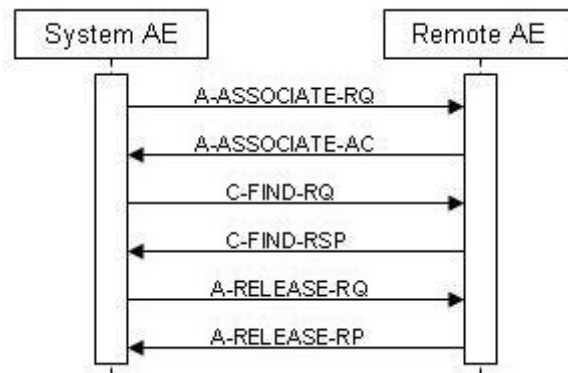 System AE
Remote AE
A-ASSOCIATE-RQ
A-ASSOCIATE-AC
C-FIND-RQ
C-FIND-RSP
A-RELEASE-RQ
A-RELEASE-RP